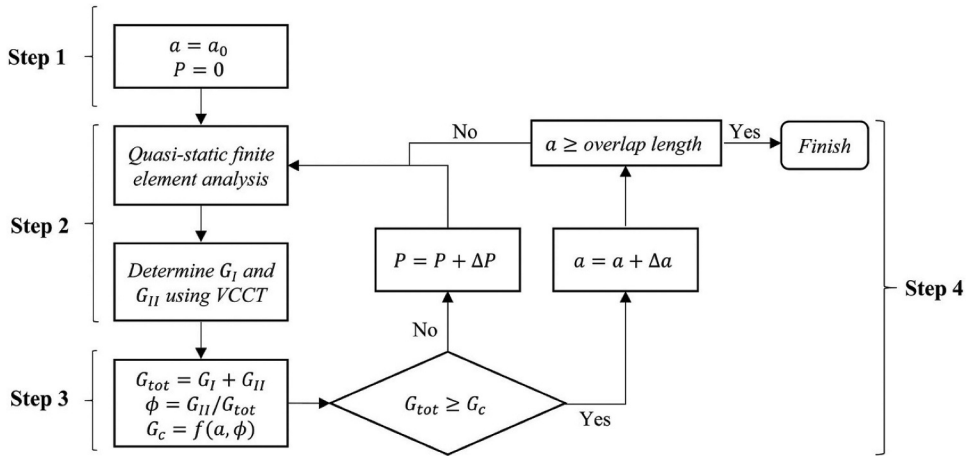 Step 1
a = a₀
P = 0
Step 2
Quasi-static finite
element analysis
Determine G_I and
G_II using VCCT
Step 3
G_tot = G_I + G_II
ϕ = G_II/G_tot
G_c = f(a, ϕ)
G_tot ≥ G_c
No
Yes
P = P + ΔP
a = a + Δa
a ≥ overlap length
No
Yes
Finish
Step 4